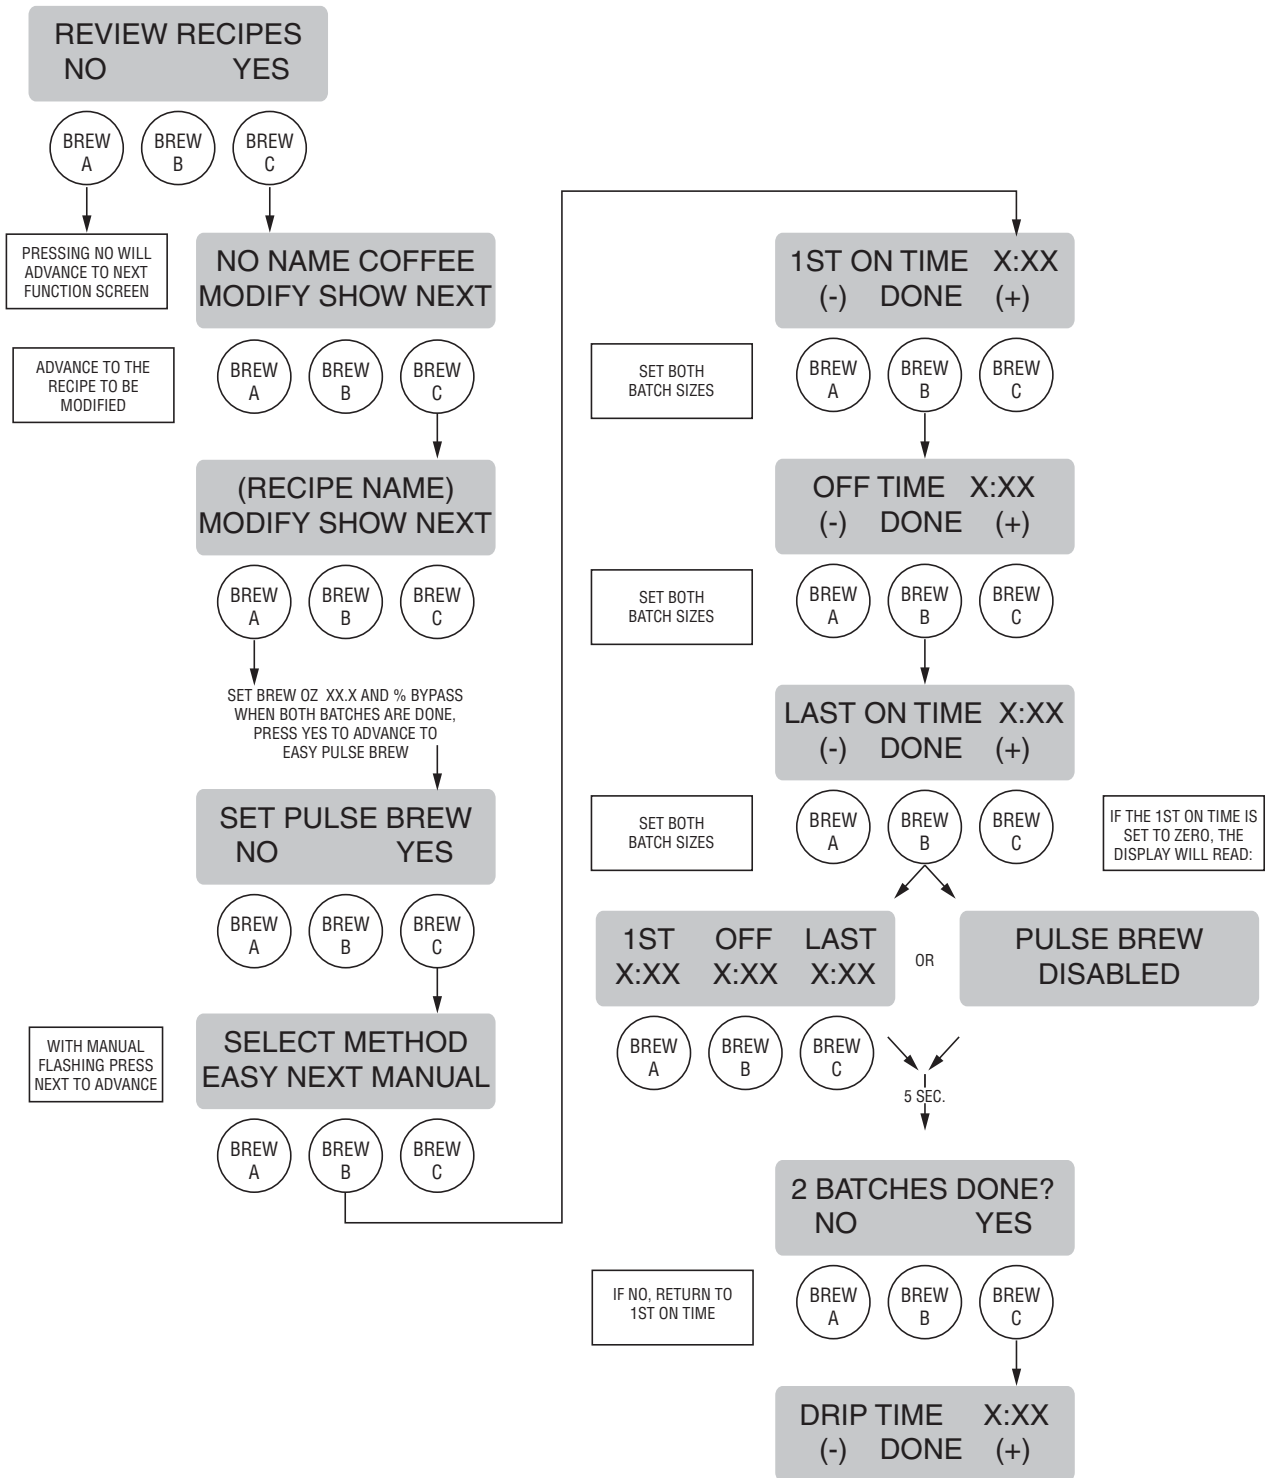 REVIEW RECIPES
NO YES
BREW
A
BREW
B
BREW
C
PRESSING NO WILL
ADVANCE TO NEXT
FUNCTION SCREEN
NO NAME COFFEE
MODIFY SHOW NEXT
ADVANCE TO THE
RECIPE TO BE
MODIFIED
BREW
A
BREW
B
BREW
C
(RECIPE NAME)
MODIFY SHOW NEXT
BREW
A
BREW
B
BREW
C
SET BREW OZ XX.X AND % BYPASS
WHEN BOTH BATCHES ARE DONE,
PRESS YES TO ADVANCE TO
EASY PULSE BREW
SET PULSE BREW
NO YES
BREW
A
BREW
B
BREW
C
WITH MANUAL
FLASHING PRESS
NEXT TO ADVANCE
SELECT METHOD
EASY NEXT MANUAL
BREW
A
BREW
B
BREW
C
1ST ON TIME X:XX
(-) DONE (+)
SET BOTH
BATCH SIZES
BREW
A
BREW
B
BREW
C
OFF TIME X:XX
(-) DONE (+)
SET BOTH
BATCH SIZES
BREW
A
BREW
B
BREW
C
LAST ON TIME X:XX
(-) DONE (+)
SET BOTH
BATCH SIZES
BREW
A
BREW
B
BREW
C
IF THE 1ST ON TIME IS
SET TO ZERO, THE
DISPLAY WILL READ:
1ST OFF LAST
X:XX X:XX X:XX
OR
PULSE BREW
DISABLED
BREW
A
BREW
B
BREW
C
5 SEC.
2 BATCHES DONE?
NO YES
IF NO, RETURN TO
1ST ON TIME
BREW
A
BREW
B
BREW
C
DRIP TIME X:XX
(-) DONE (+)